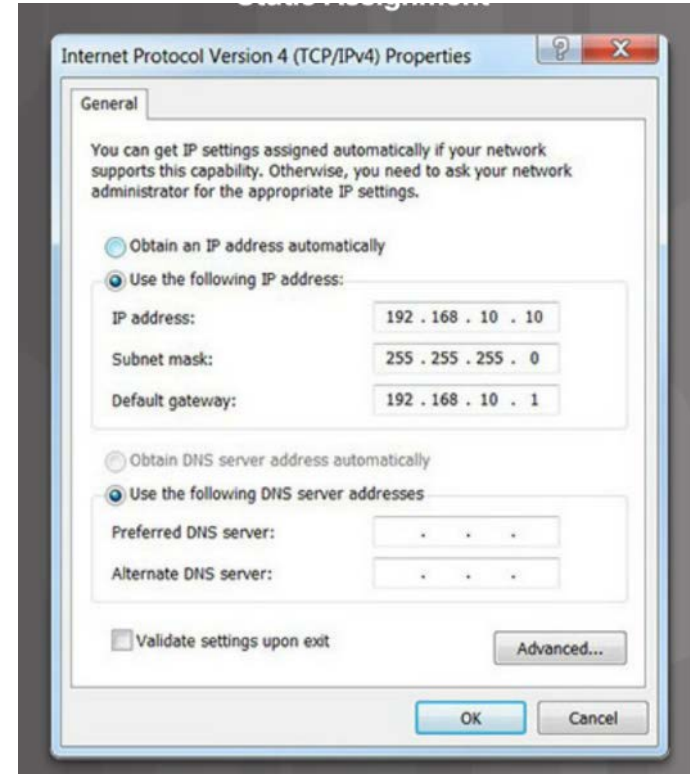 Static Assignment
Internet Protocol Version 4 (TCP/IPv4) Properties
General
You can get IP settings assigned automatically if your network
supports this capability. Otherwise, you need to ask your network
administrator for the appropriate IP settings.
Obtain an IP address automatically
Use the following IP address:
IP address: 192 . 168 . 10 . 10
Subnet mask: 255 . 255 . 255 . 0
Default gateway: 192 . 168 . 10 . 1
Obtain DNS server address automatically
Use the following DNS server addresses
Preferred DNS server: . . .
Alternate DNS server: . . .
Validate settings upon exit
Advanced...
OK Cancel